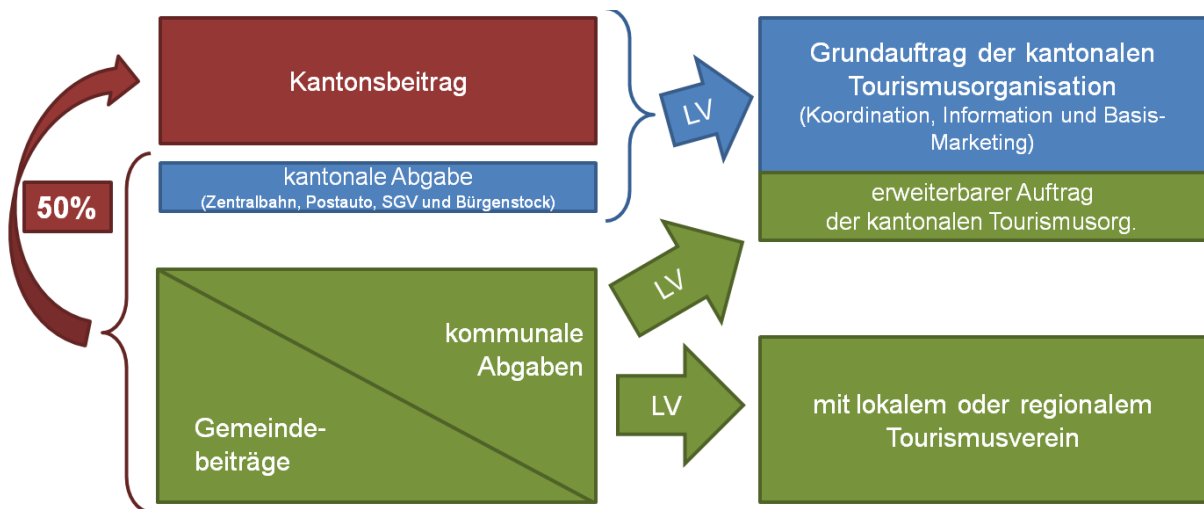 Kantonsbeitrag
50%
kantonale Abgabe
(Zentralbahn, Postauto, SGV und Bürgenstock)
kommunale
Abgaben
Gemeinde-
beiträge
LV
LV
LV
Grundauftrag der kantonalen
Tourismusorganisation
(Koordination, Information und Basis-
Marketing)
erweiterbarer Auftrag
der kantonalen Tourismusorg.
mit lokalem oder regionalem
Tourismusverein